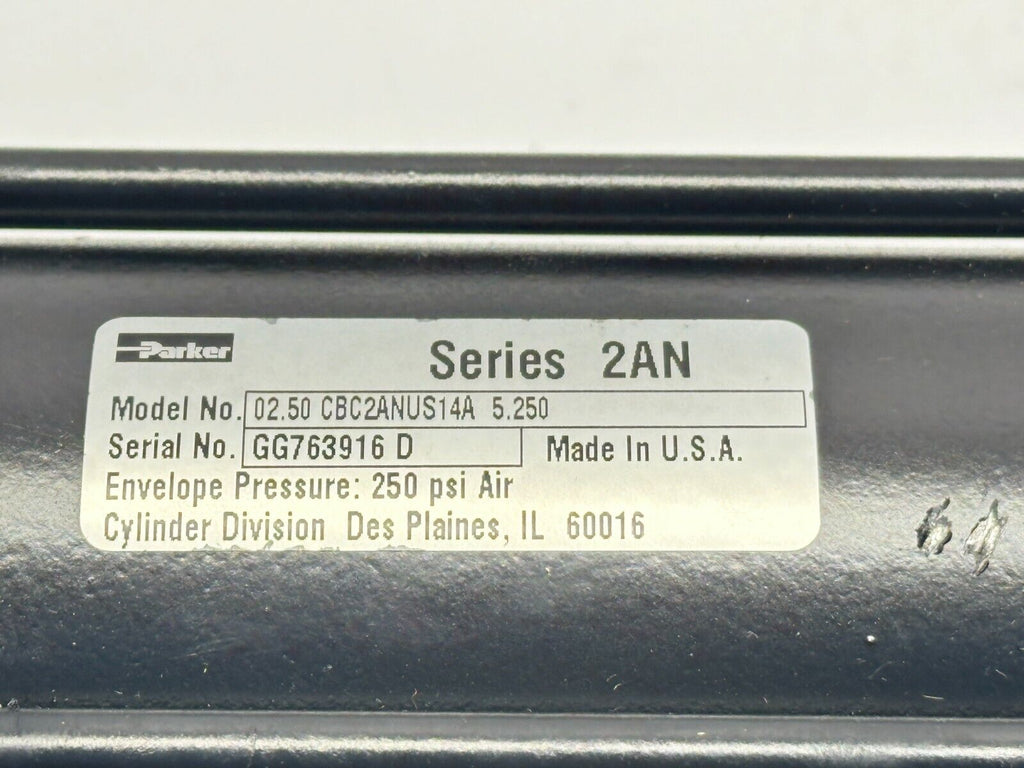 Parker
Series 2AN
Model No. 02.50 CBC2ANUS14A 5.250
Serial No. GG763916 D Made In U.S.A.
Envelope Pressure: 250 psi Air
Cylinder Division Des Plaines, IL 60016